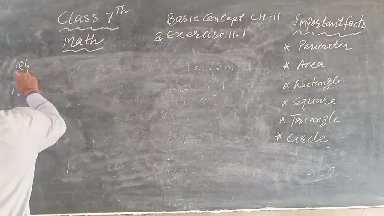 Class 7th
Math
Basic Concept CH.11
& Exercise 11.1
Important facts
* Perimeter
* Area
* Rectangle
* Square
* Triangle
* Circle